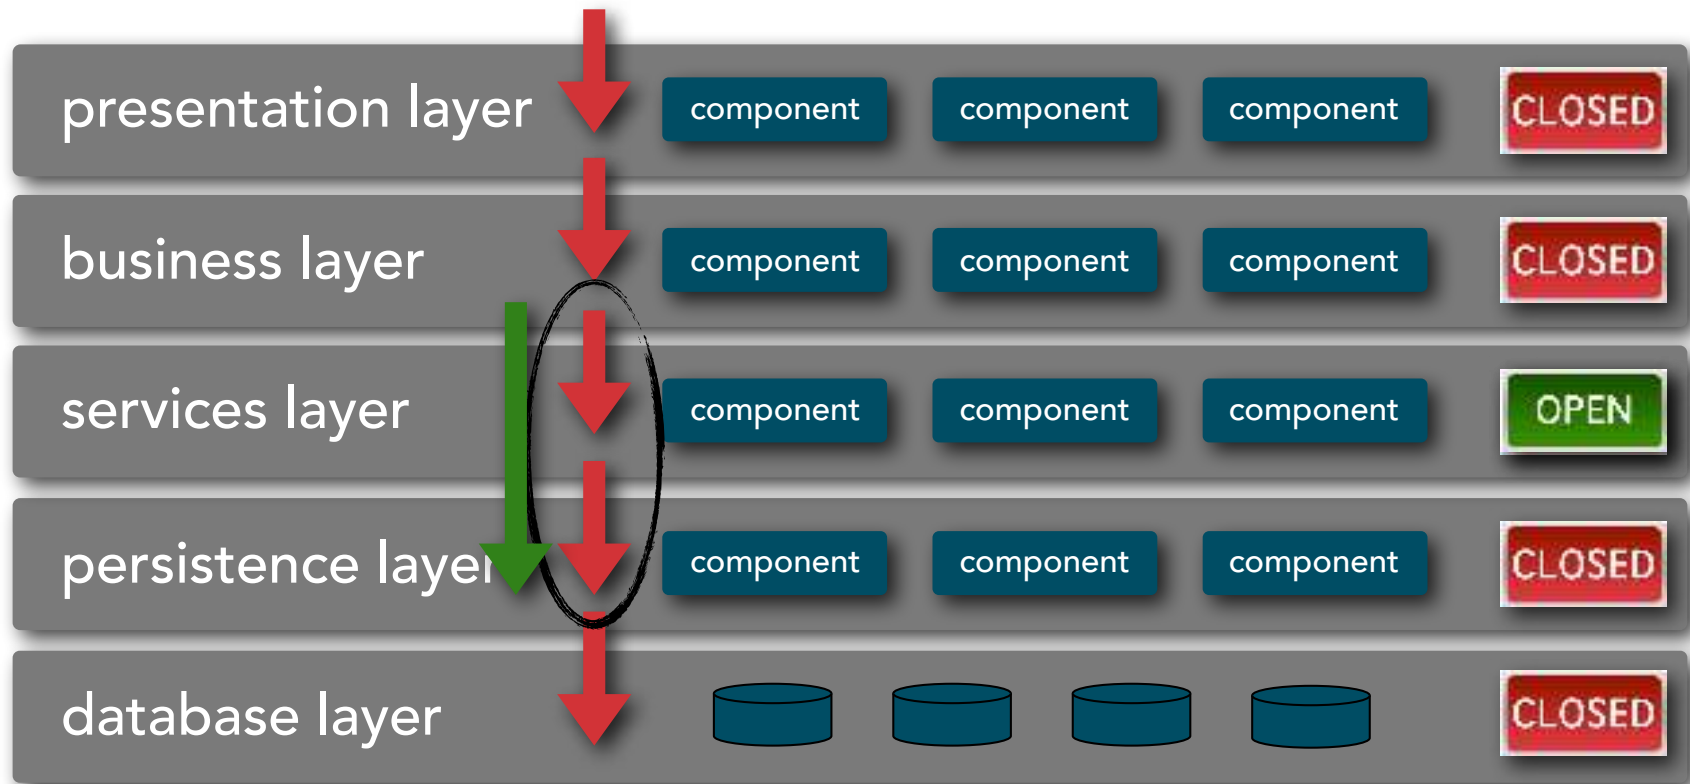 presentation layer component component component CLOSED
business layer component component component CLOSED
services layer component component component OPEN
persistence layer component component component CLOSED
database layer CLOSED